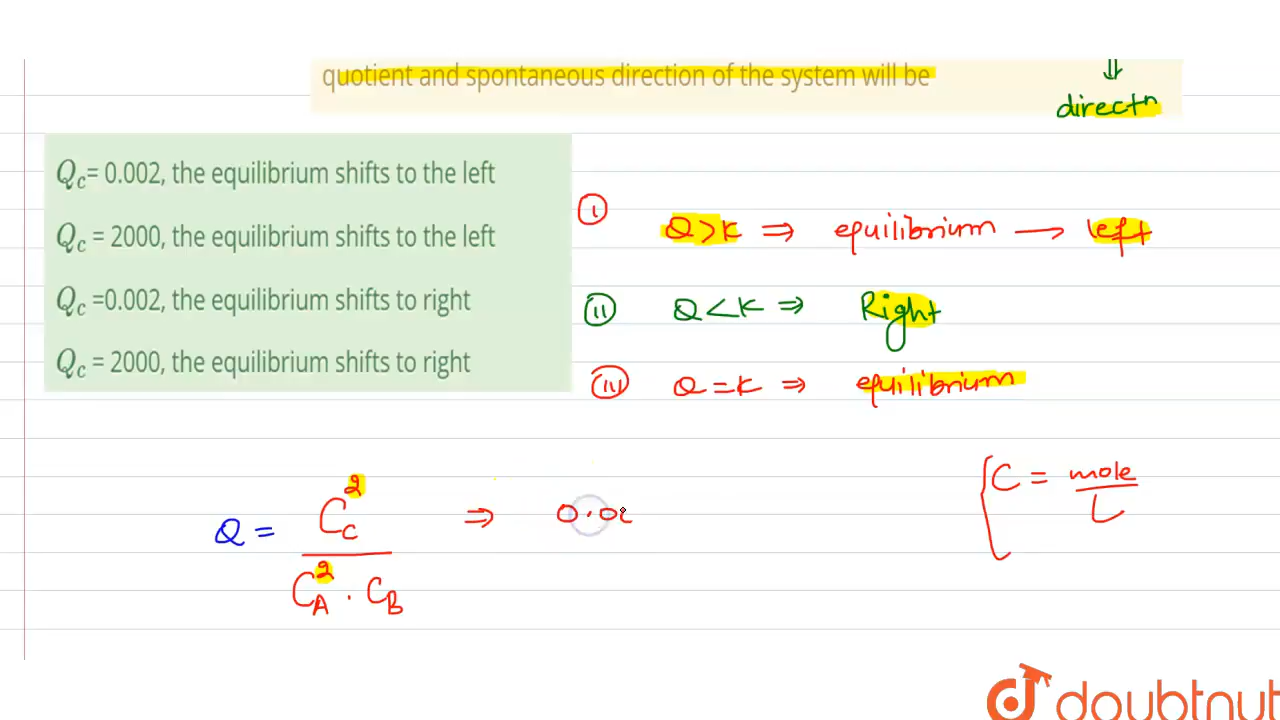 quotient and spontaneous direction of the system will be
⇓
directⁿ
Q_c= 0.002, the equilibrium shifts to the left
Q_c = 2000, the equilibrium shifts to the left
Q_c =0.002, the equilibrium shifts to right
Q_c = 2000, the equilibrium shifts to right
(i) Q>K ⇒ equilibrium → left
(ii) Q<K ⇒ Right
(iii) Q=K ⇒ equilibrium
Q = C_C^2 / C_A^2 . C_B ⇒ 0.00
{ C = mole / L
doubtnut